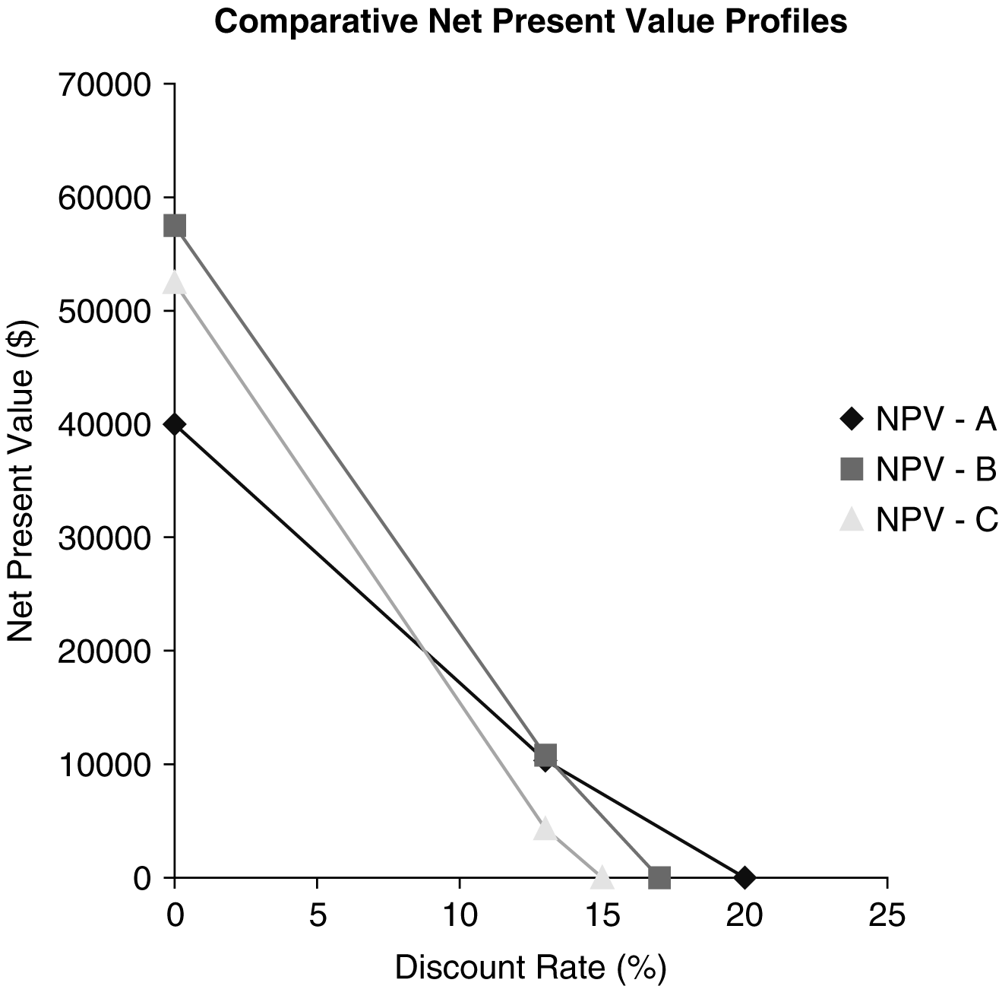 Comparative Net Present Value Profiles
70000
60000
50000
40000
30000
20000
10000
0
Net Present Value ($)
NPV - A
NPV - B
NPV - C
0 5 10 15 20 25
Discount Rate (%)